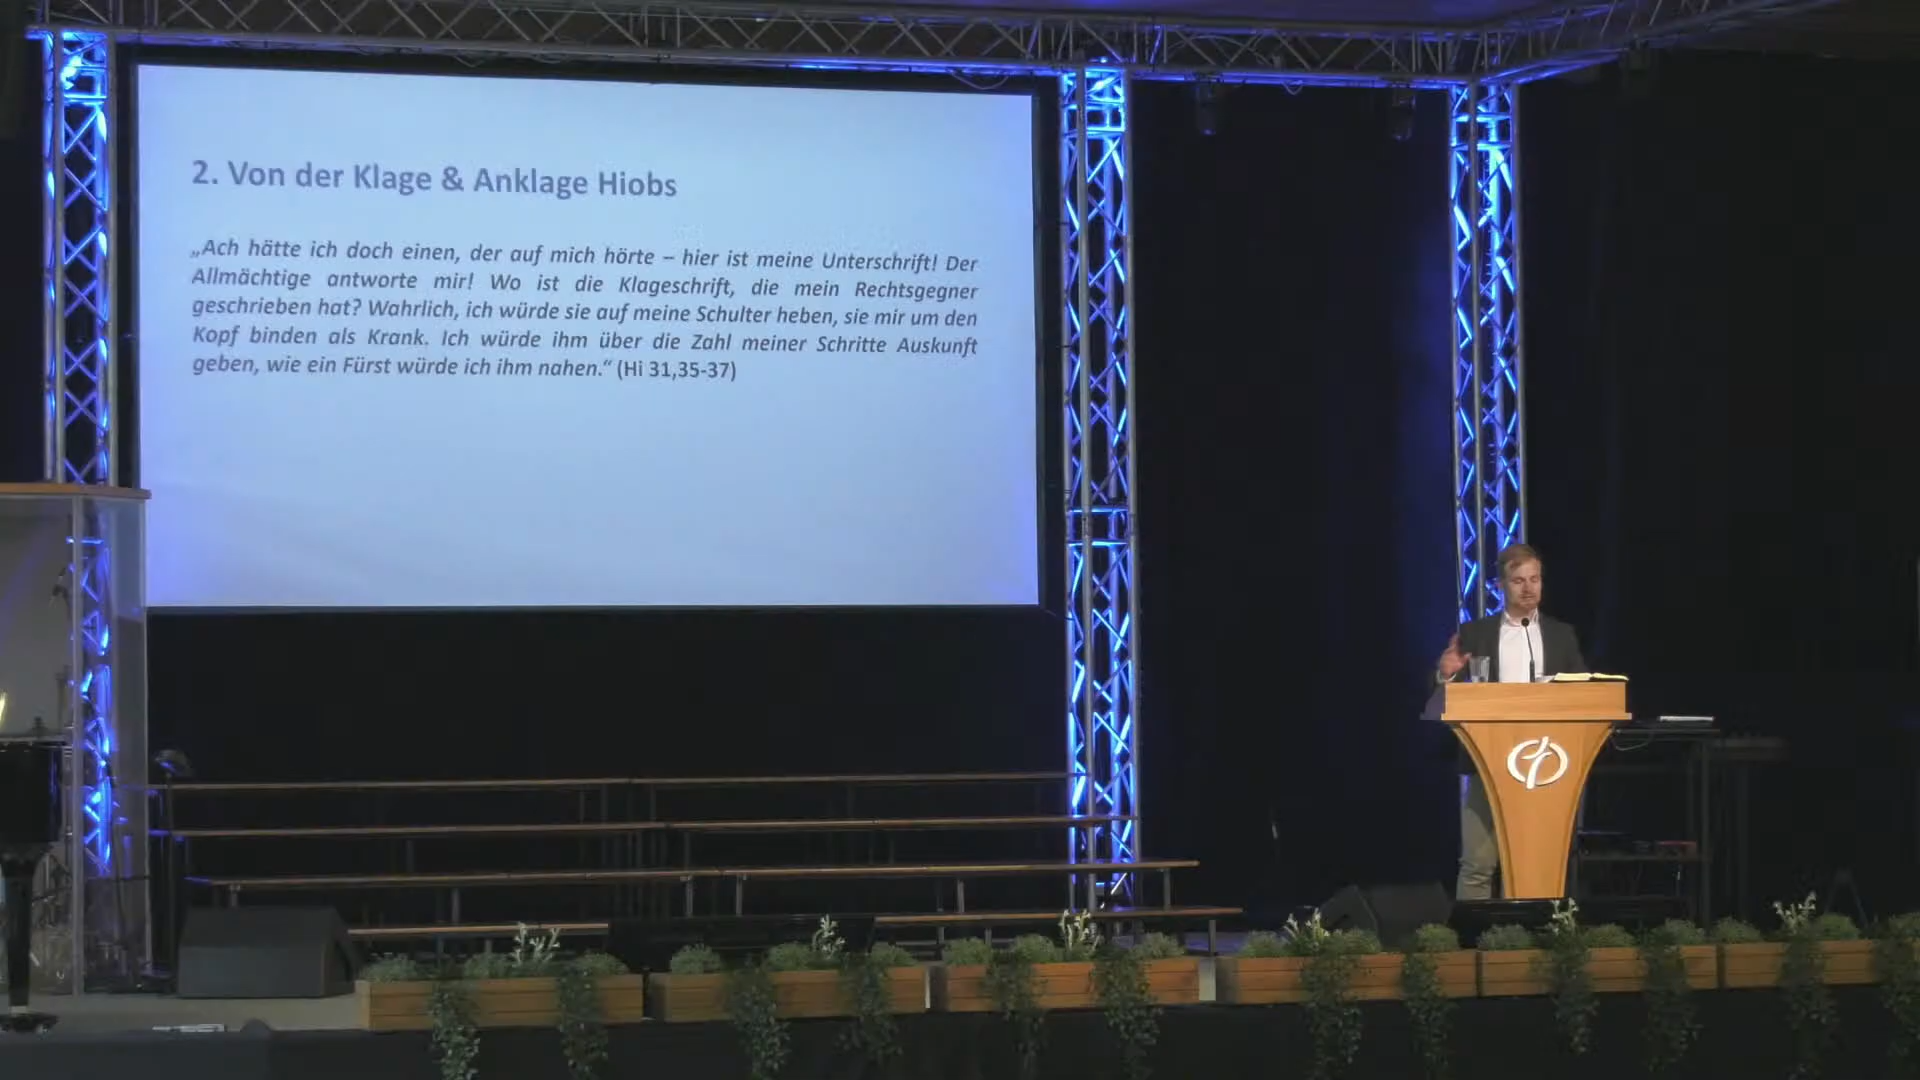 2. Von der Klage & Anklage Hiobs
„Ach hätte ich doch einen, der auf mich hörte – hier ist meine Unterschrift! Der
Allmächtige antworte mir! Wo ist die Klageschrift, die mein Rechtsgegner
geschrieben hat? Wahrlich, ich würde sie auf meine Schulter heben, sie mir um den
Kopf binden als Krank. Ich würde ihm über die Zahl meiner Schritte Auskunft
geben, wie ein Fürst würde ich ihm nahen.“ (Hi 31,35-37)